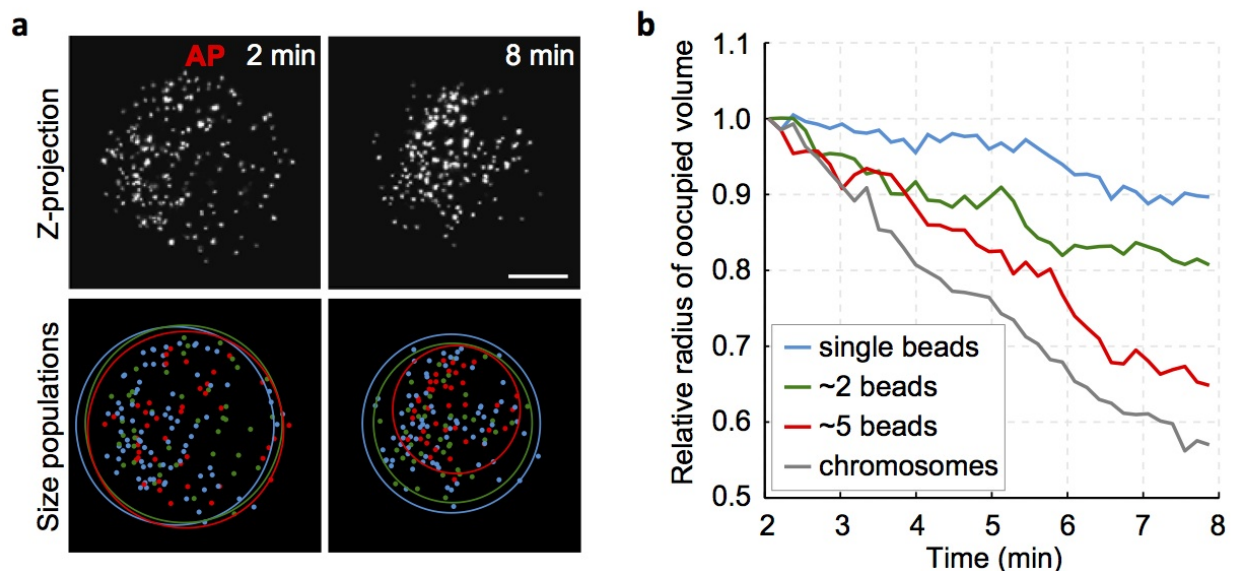 a
Z-projection
AP
2 min
8 min
Size populations
b
Relative radius of occupied volume
1.1
1.0
0.9
0.8
0.7
0.6
0.5
single beads
~2 beads
~5 beads
chromosomes
2 3 4 5 6 7 8
Time (min)